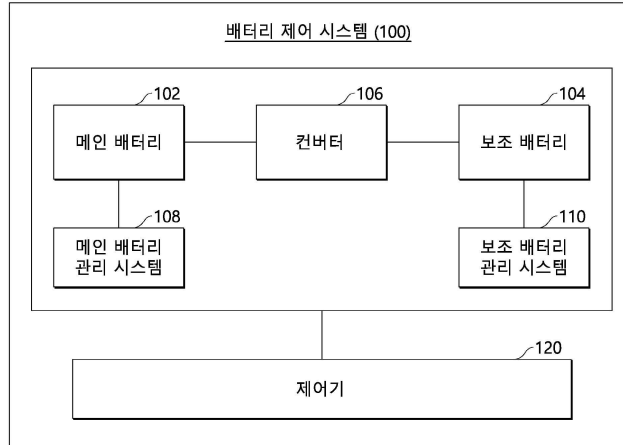 배터리 제어 시스템 (100)
102
106
104
메인 배터리
컨버터
보조 배터리
108
110
메인 배터리
관리 시스템
보조 배터리
관리 시스템
120
제어기